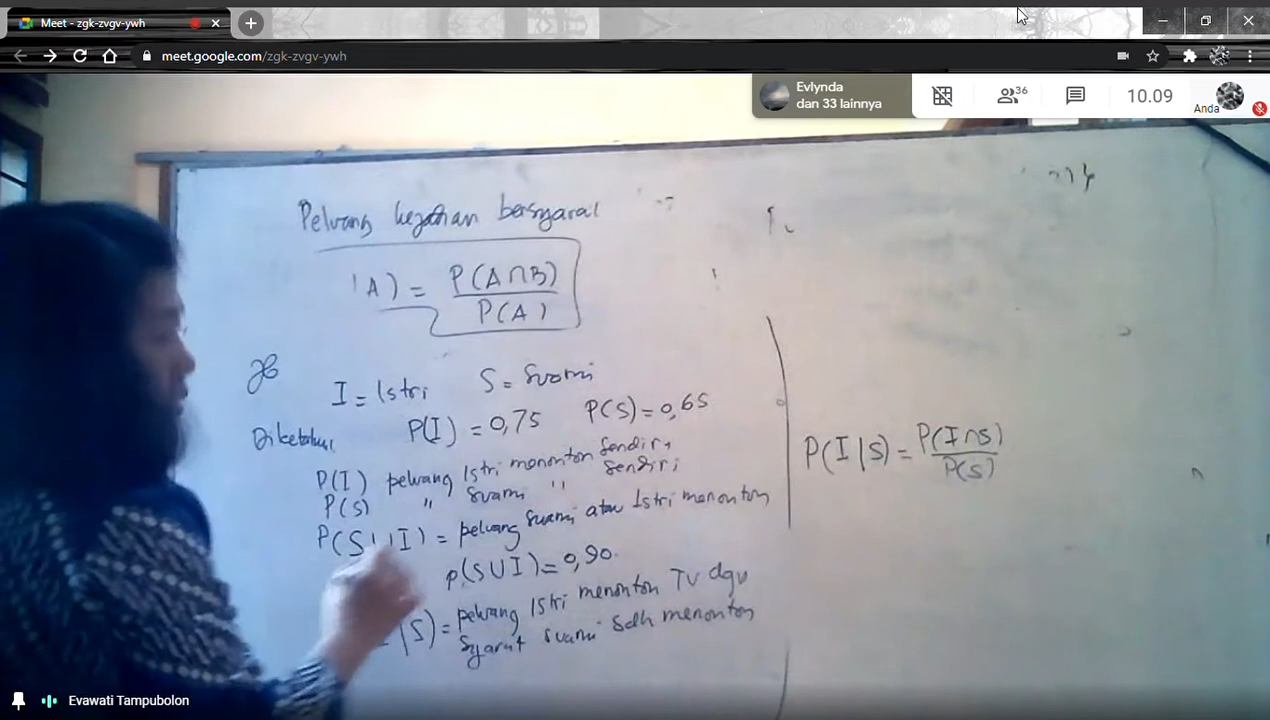 Meet - zgk-zvgv-ywh
meet.google.com/zgk-zvgv-ywh
Evlynda
dan 33 lainnya
36
10.09
Anda
Peluang kejadian bersyarat
A) = P(A∩B)
P(A)
I = Istri S = Suami
Diketahui P(I) = 0,75 P(S) = 0,65
P(I) peluang Istri menonton sendiri
P(S) " Suami " sendiri
P(S∪I) = peluang suami atau Istri menonton
P(S∪I) = 0,90
|S) = peluang Istri menonton TV dgn
syarat suami sdh menonton
P(I|S) = P(I∩S)
P(S)
Evawati Tampubolon